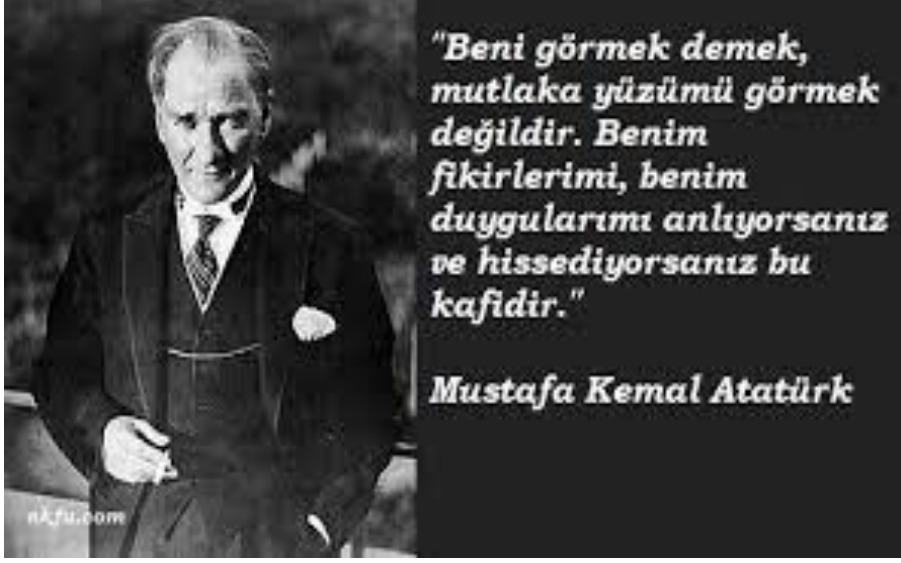 "Beni görmek demek,
mutlaka yüzümü görmek
değildir. Benim
fikirlerimi, benim
duygularımı anlıyorsanız
ve hissediyorsanız bu
kafidir."
Mustafa Kemal Atatürk
nkfu.com